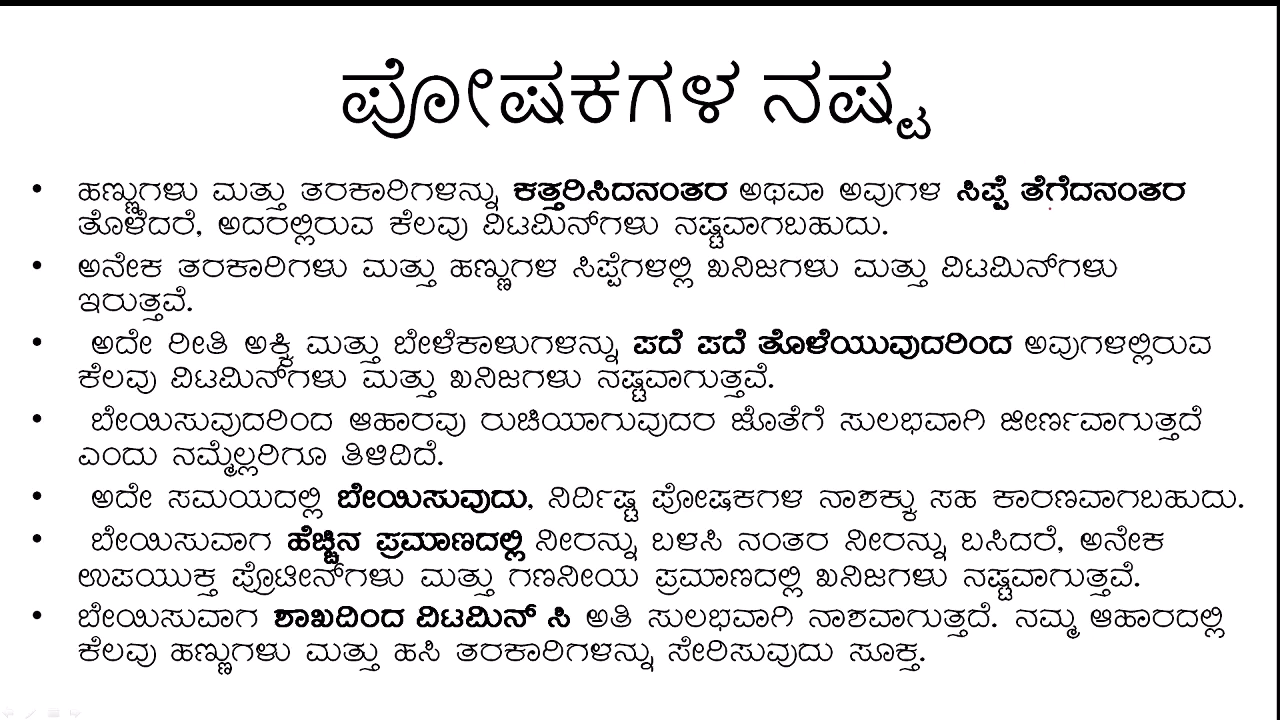 ಪೋಷಕಗಳ ನಷ್ಟ
• ಹಣ್ಣುಗಳು ಮತ್ತು ತರಕಾರಿಗಳನ್ನು ಕತ್ತರಿಸಿದನಂತರ ಅಥವಾ ಅವುಗಳ ಸಿಪ್ಪೆ ತೆಗೆದನಂತರ
ತೊಳೆದರೆ, ಅದರಲ್ಲಿರುವ ಕೆಲವು ವಿಟಮಿನ್‌ಗಳು ನಷ್ಟವಾಗಬಹುದು.
• ಅನೇಕ ತರಕಾರಿಗಳು ಮತ್ತು ಹಣ್ಣುಗಳ ಸಿಪ್ಪೆಗಳಲ್ಲಿ ಖನಿಜಗಳು ಮತ್ತು ವಿಟಮಿನ್‌ಗಳು
ಇರುತ್ತವೆ.
• ಅದೇ ರೀತಿ ಅಕ್ಕಿ ಮತ್ತು ಬೇಳೆಕಾಳುಗಳನ್ನು ಪದೆ ಪದೆ ತೊಳೆಯುವುದರಿಂದ ಅವುಗಳಲ್ಲಿರುವ
ಕೆಲವು ವಿಟಮಿನ್‌ಗಳು ಮತ್ತು ಖನಿಜಗಳು ನಷ್ಟವಾಗುತ್ತವೆ.
• ಬೇಯಿಸುವುದರಿಂದ ಆಹಾರವು ರುಚಿಯಾಗುವುದರ ಜೊತೆಗೆ ಸುಲಭವಾಗಿ ಜೀರ್ಣವಾಗುತ್ತದೆ
ಎಂದು ನಮ್ಮೆಲ್ಲರಿಗೂ ತಿಳಿದಿದೆ.
• ಅದೇ ಸಮಯದಲ್ಲಿ ಬೇಯಿಸುವುದು, ನಿರ್ದಿಷ್ಟ ಪೋಷಕಗಳ ನಾಶಕ್ಕು ಸಹ ಕಾರಣವಾಗಬಹುದು.
• ಬೇಯಿಸುವಾಗ ಹೆಚ್ಚಿನ ಪ್ರಮಾಣದಲ್ಲಿ ನೀರನ್ನು ಬಳಸಿ ನಂತರ ನೀರನ್ನು ಬಸಿದರೆ, ಅನೇಕ
ಉಪಯುಕ್ತ ಪ್ರೊಟೀನ್‌ಗಳು ಮತ್ತು ಗಣನೀಯ ಪ್ರಮಾಣದಲ್ಲಿ ಖನಿಜಗಳು ನಷ್ಟವಾಗುತ್ತವೆ.
• ಬೇಯಿಸುವಾಗ ಶಾಖದಿಂದ ವಿಟಮಿನ್ ಸಿ ಅತಿ ಸುಲಭವಾಗಿ ನಾಶವಾಗುತ್ತದೆ. ನಮ್ಮ ಆಹಾರದಲ್ಲಿ
ಕೆಲವು ಹಣ್ಣುಗಳು ಮತ್ತು ಹಸಿ ತರಕಾರಿಗಳನ್ನು ಸೇರಿಸುವುದು ಸೂಕ್ತ.